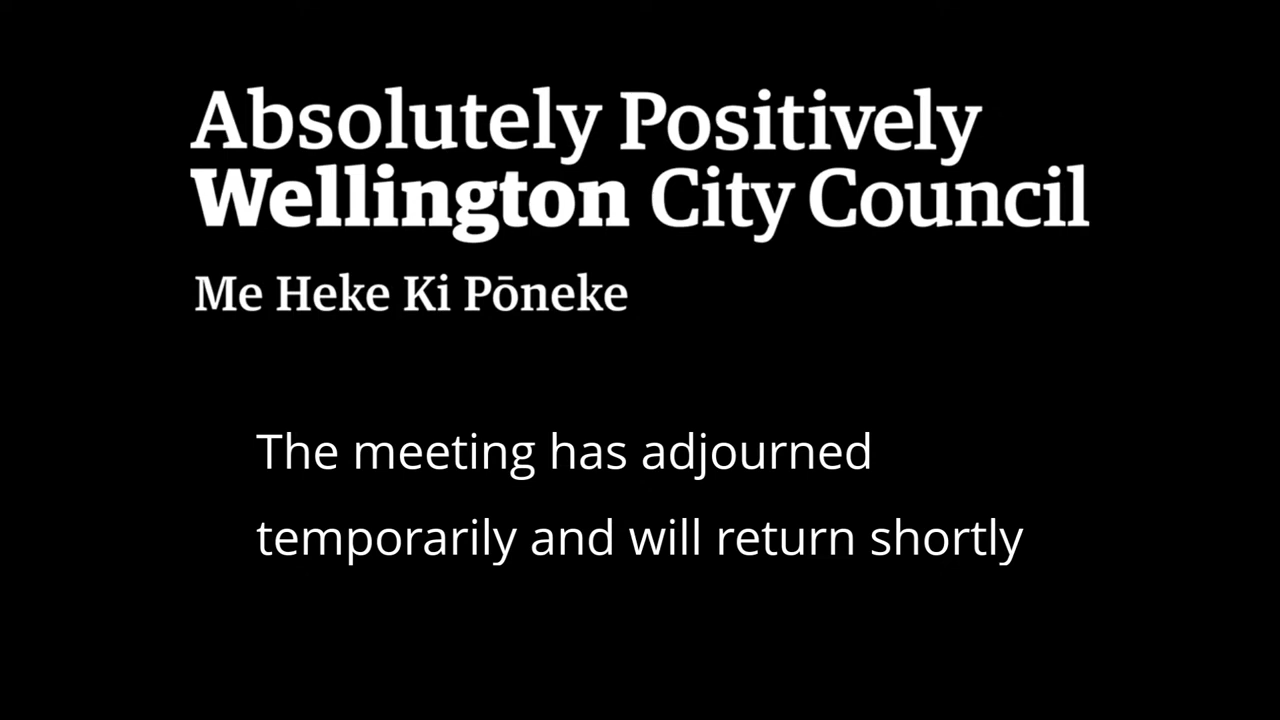 Absolutely Positively
Wellington City Council
Me Heke Ki Pōneke
The meeting has adjourned
temporarily and will return shortly